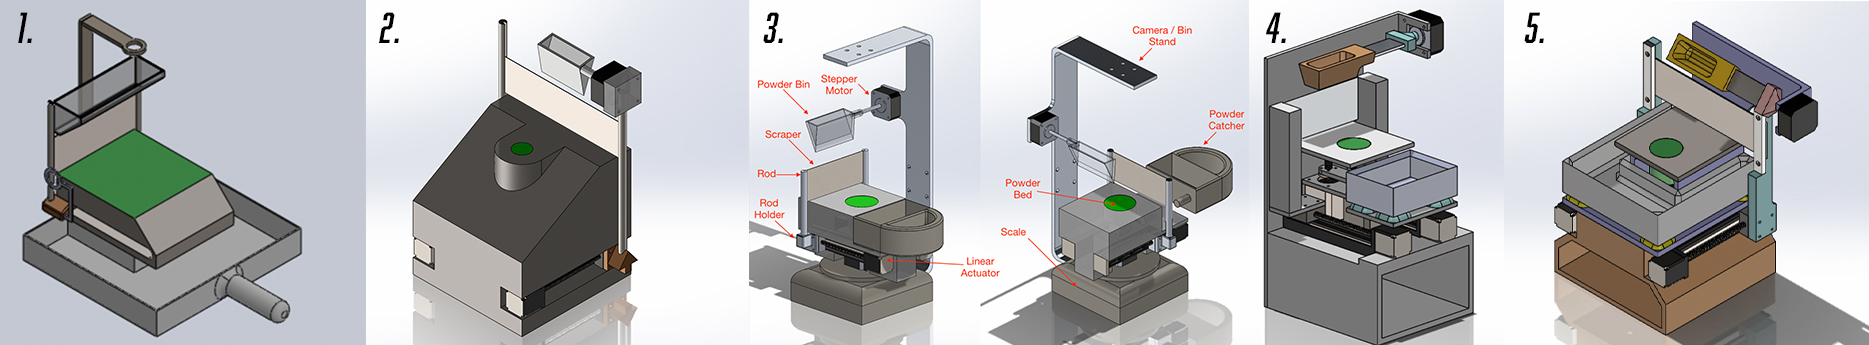 1.
2.
3.
Powder Bin
Stepper
Motor
Scraper
Rod
Rod
Holder
Linear
Actuator
Camera / Bin
Stand
Powder
Catcher
Powder
Bed
Scale
4.
5.